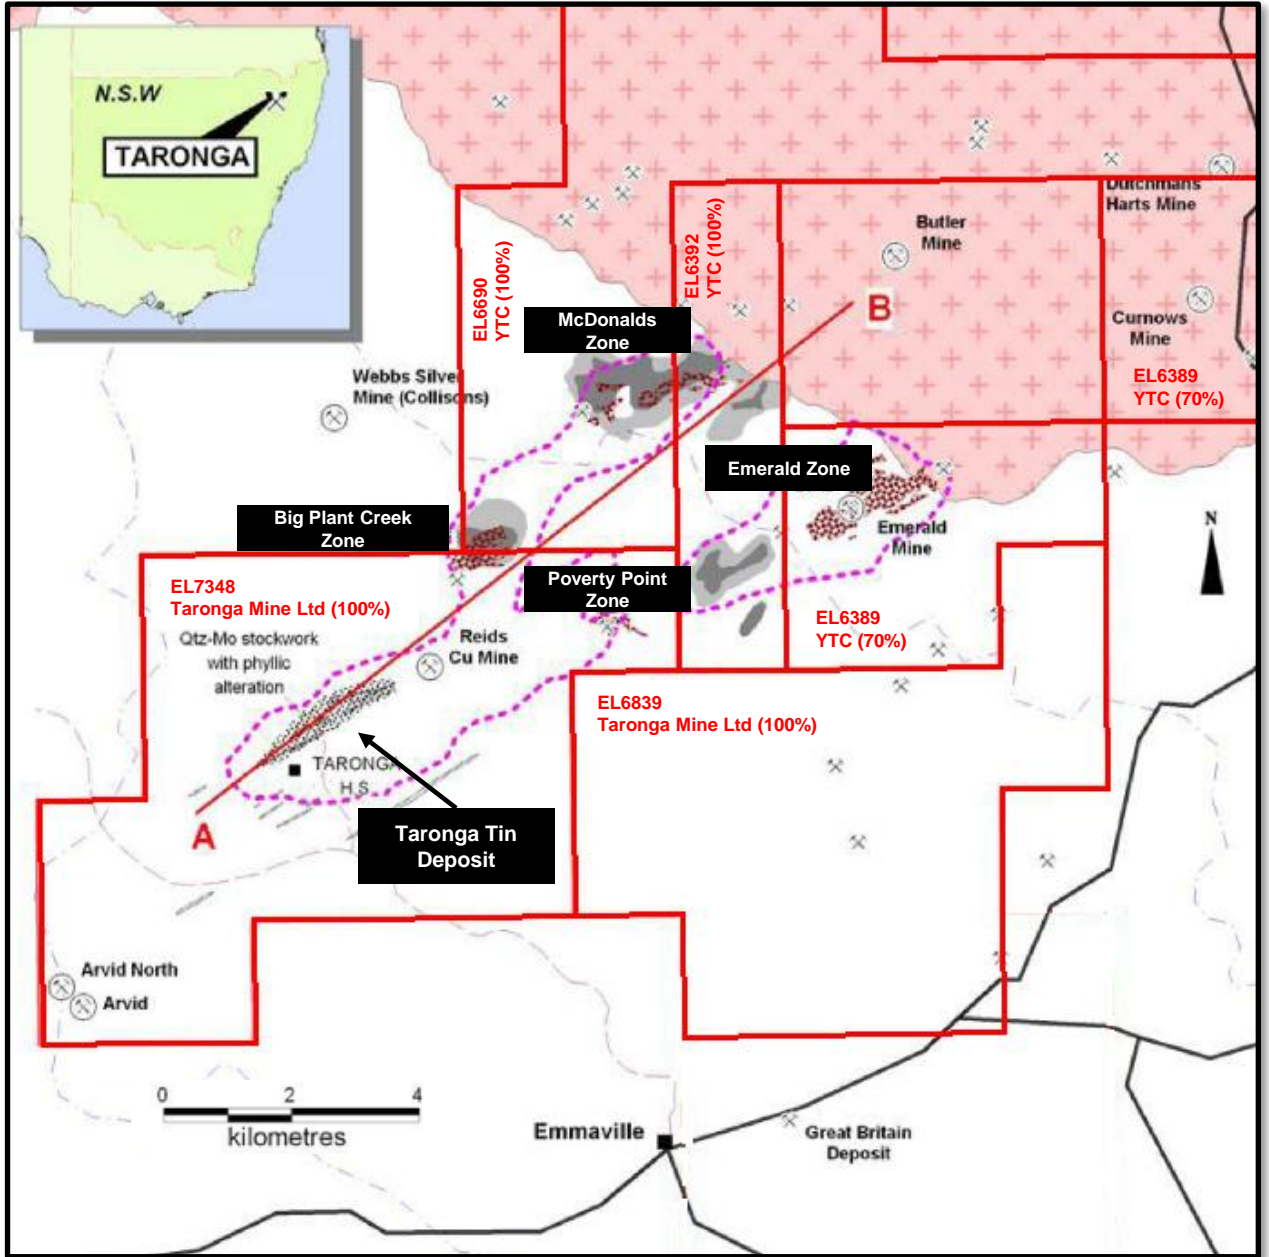 N.S.W
TARONGA
Dutchmans
Harts Mine
Butler
Mine
EL6392
YTC (100%)
EL6690
YTC (100%)
B
McDonalds
Zone
Curnows
Mine
Webbs Silver
Mine (Collisons)
EL6389
YTC (70%)
Emerald Zone
Big Plant Creek
Zone
Emerald
Mine
N
Poverty Point
Zone
EL7348
Taronga Mine Ltd (100%)
EL6389
YTC (70%)
Qtz-Mo stockwork
with phyllic
alteration
Reids
Cu Mine
EL6839
Taronga Mine Ltd (100%)
TARONGA
H.S
A
Taronga Tin
Deposit
Arvid North
Arvid
0 2 4
kilometres
Emmaville
Great Britain
Deposit